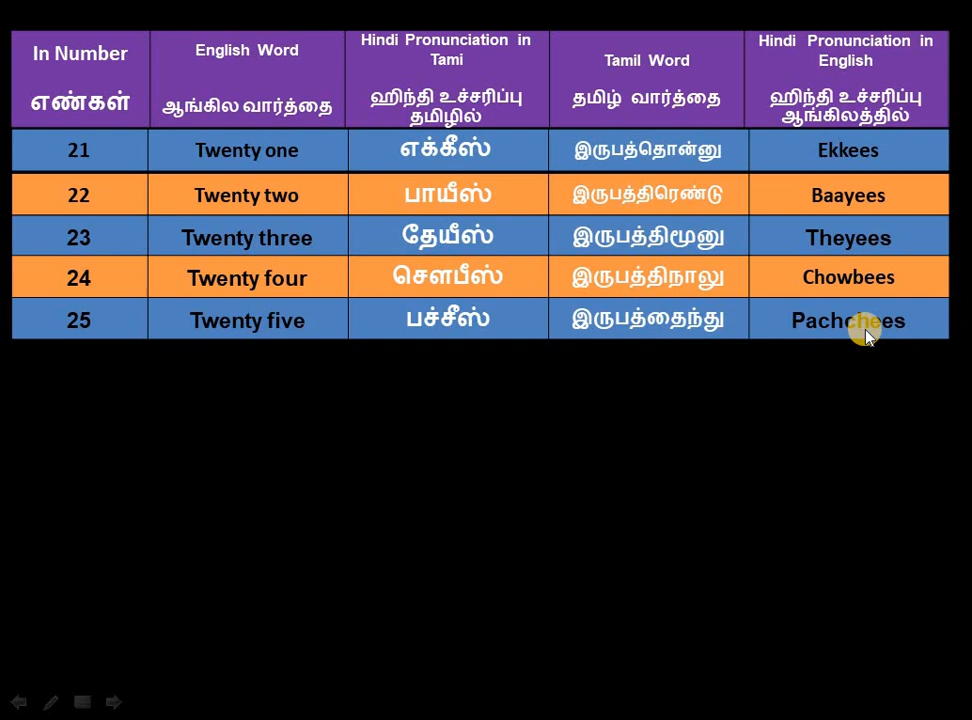 In Number
எண்கள்
English Word
ஆங்கில வார்த்தை
Hindi Pronunciation in
Tami
ஹிந்தி உச்சரிப்பு
தமிழில்
Tamil Word
தமிழ் வார்த்தை
Hindi Pronunciation in
English
ஹிந்தி உச்சரிப்பு
ஆங்கிலத்தில்
21 Twenty one எக்கீஸ் இருபத்தொன்னு Ekkees
22 Twenty two பாயீஸ் இருபத்திரெண்டு Baayees
23 Twenty three தேயீஸ் இருபத்திமூனு Theyees
24 Twenty four சௌபீஸ் இருபத்திநாலு Chowbees
25 Twenty five பச்சீஸ் இருபத்தைந்து Pachchees